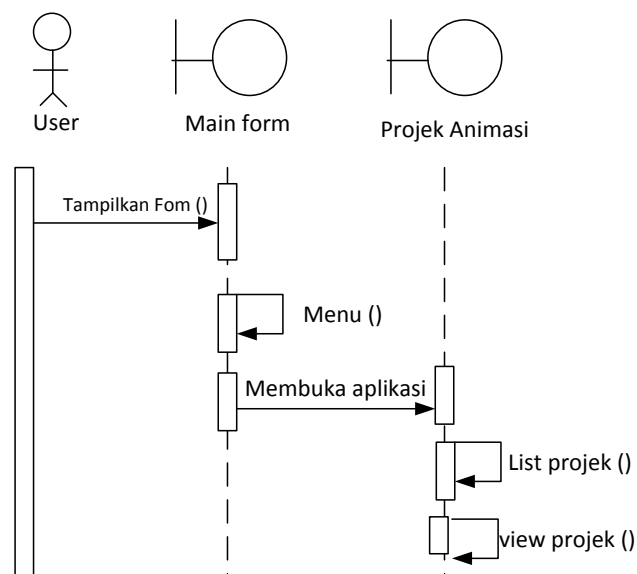 User
Main form
Projek Animasi
Tampilkan Fom ()
Menu ()
Membuka aplikasi
List projek ()
view projek ()